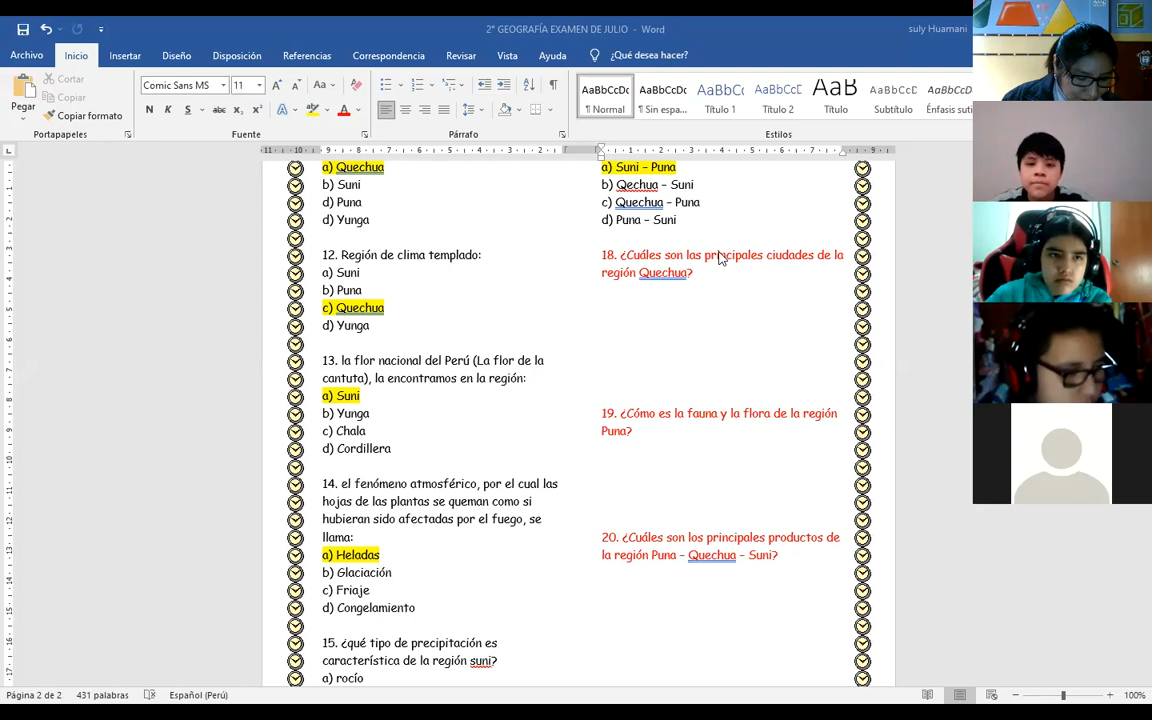 2° GEOGRAFÍA EXAMEN DE JULIO - Word
suly Huamani
Archivo Inicio Insertar Diseño Disposición Referencias Correspondencia Revisar Vista Ayuda ¿Qué desea hacer?
Pegar
Cortar
Copiar
Copiar formato
Portapapeles
Comic Sans MS 11
Fuente
Párrafo
AaBbCcDc ¶ Normal
AaBbCcDc ¶ Sin espa...
AaBbCc Título 1
AaBbCcC Título 2
AaB Título
AaBbCcD Subtítulo
AaBbCcDc Énfasis sutil
Estilos
a) Quechua
b) Suni
d) Puna
d) Yunga
12. Región de clima templado:
a) Suni
b) Puna
c) Quechua
d) Yunga
13. la flor nacional del Perú (La flor de la
cantuta), la encontramos en la región:
a) Suni
b) Yunga
c) Chala
d) Cordillera
14. el fenómeno atmosférico, por el cual las
hojas de las plantas se queman como si
hubieran sido afectadas por el fuego, se
llama:
a) Heladas
b) Glaciación
c) Friaje
d) Congelamiento
15. ¿qué tipo de precipitación es
característica de la región suni?
a) rocío
a) Suni – Puna
b) Qechua – Suni
c) Quechua – Puna
d) Puna – Suni
18. ¿Cuáles son las principales ciudades de la
región Quechua?
19. ¿Cómo es la fauna y la flora de la región
Puna?
20. ¿Cuáles son los principales productos de
la región Puna – Quechua – Suni?
Página 2 de 2 431 palabras Español (Perú)
100%